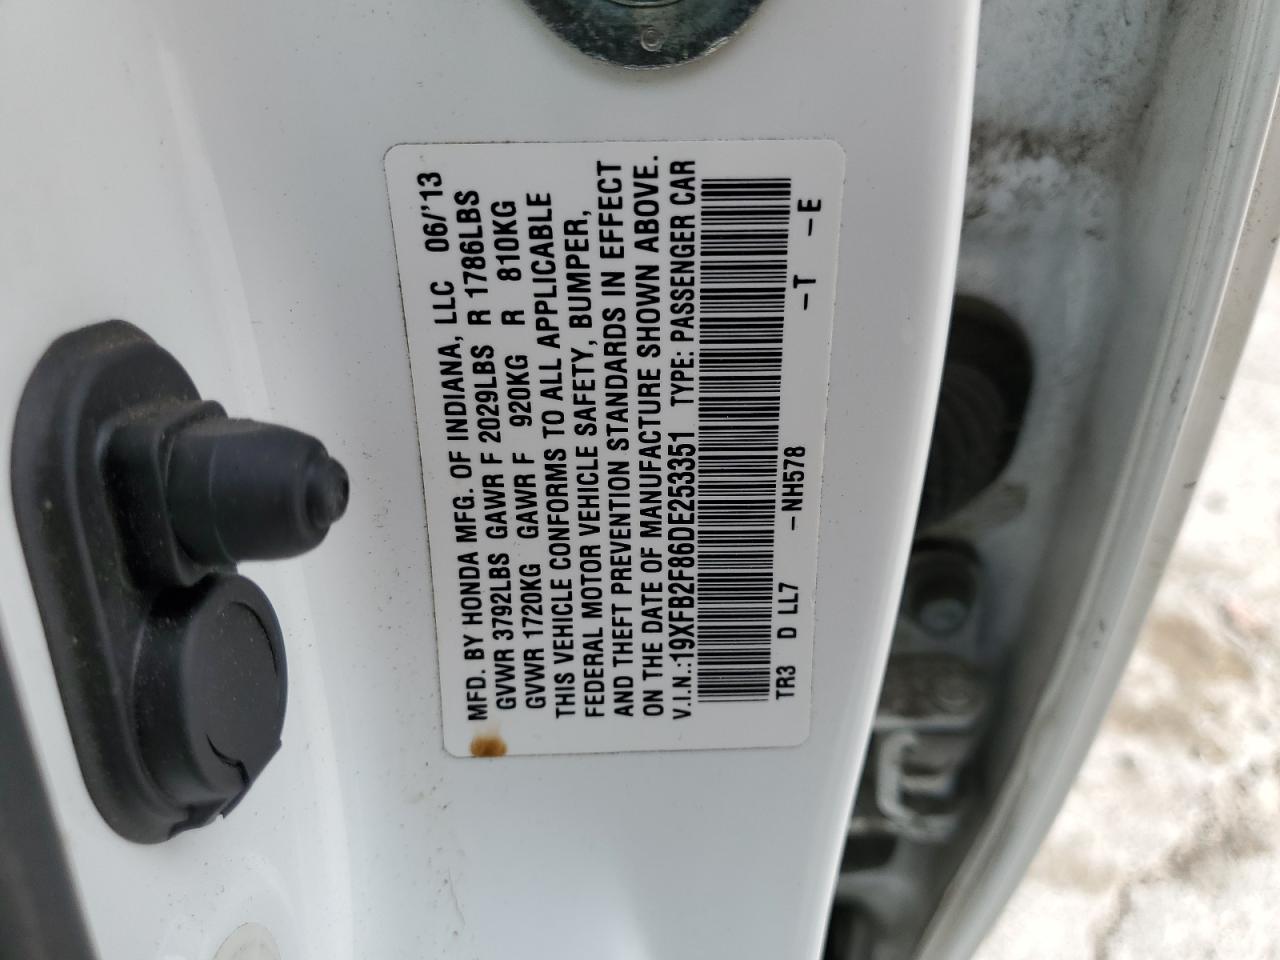 MFD. BY HONDA MFG. OF INDIANA, LLC 06/'13
GVWR 3792LBS GAWR F 2029LBS R 1786LBS
GVWR 1720KG GAWR F 920KG R 810KG
THIS VEHICLE CONFORMS TO ALL APPLICABLE
FEDERAL MOTOR VEHICLE SAFETY, BUMPER,
AND THEFT PREVENTION STANDARDS IN EFFECT
ON THE DATE OF MANUFACTURE SHOWN ABOVE.
V.I.N.:19XFB2F86DE253351 TYPE: PASSENGER CAR
TR3 D LL7 -NH578 -T -E